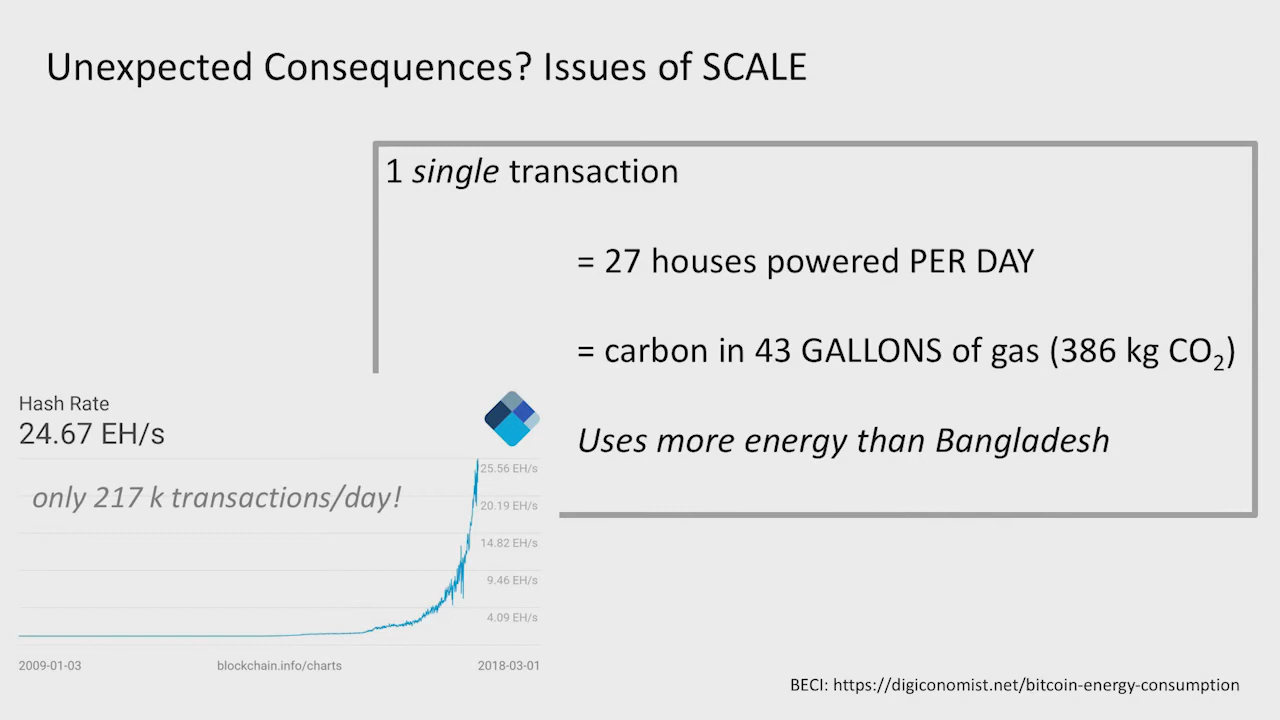 Unexpected Consequences? Issues of SCALE
1 single transaction
= 27 houses powered PER DAY
= carbon in 43 GALLONS of gas (386 kg CO₂)
Uses more energy than Bangladesh
Hash Rate
24.67 EH/s
only 217 k transactions/day!
25.56 EH/s
20.19 EH/s
14.82 EH/s
9.46 EH/s
4.09 EH/s
2009-01-03 blockchain.info/charts 2018-03-01
BECI: https://digiconomist.net/bitcoin-energy-consumption